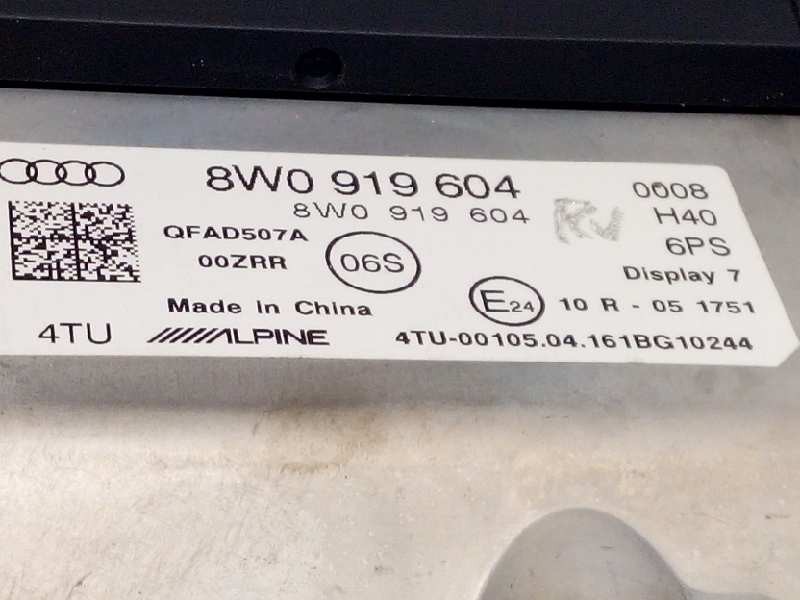 8W0 919 604
8W0 919 604
0008
H40
6PS
Display 7
QFAD507A
00ZRR
06S
Made in China
E24 10 R - 05 1751
4TU
ALPINE
4TU-00105.04.161BG10244